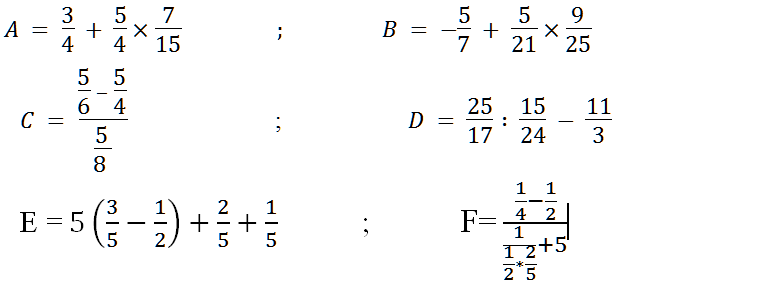 A = 3/4 + 5/4 × 7/15 ; B = −5/7 + 5/21 × 9/25
C = (5/6 − 5/4)/(5/8) ; D = 25/17 : 15/24 − 11/3
E = 5 (3/5 − 1/2) + 2/5 + 1/5 ; F= (1/4−1/2)/(1/(1/2*2/5)+5)